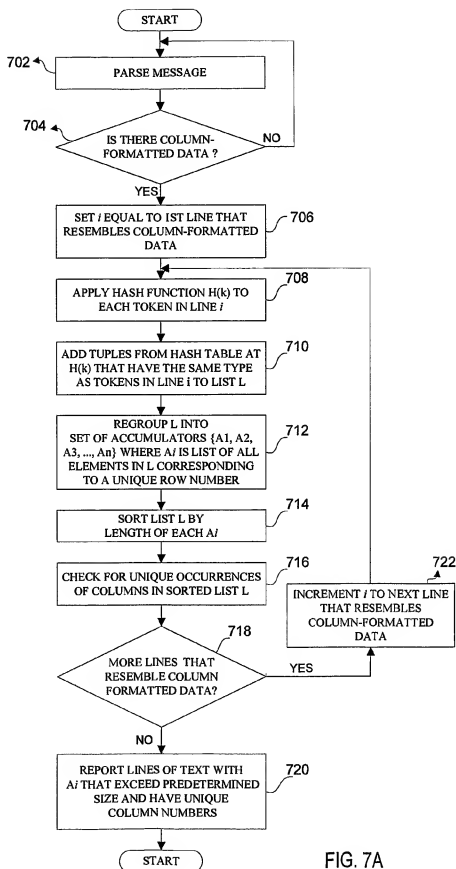 START
702
PARSE MESSAGE
704
IS THERE COLUMN-
FORMATTED DATA ?
NO
YES
SET i EQUAL TO 1ST LINE THAT
RESEMBLES COLUMN-FORMATTED
DATA
706
APPLY HASH FUNCTION H(k) TO
EACH TOKEN IN LINE i
708
ADD TUPLES FROM HASH TABLE AT
H(k) THAT HAVE THE SAME TYPE
AS TOKENS IN LINE i TO LIST L
710
REGROUP L INTO
SET OF ACCUMULATORS {A1, A2,
A3, ..., An} WHERE Ai IS LIST OF ALL
ELEMENTS IN L CORRESPONDING
TO A UNIQUE ROW NUMBER
712
SORT LIST L BY
LENGTH OF EACH Ai
714
CHECK FOR UNIQUE OCCURRENCES
OF COLUMNS IN SORTED LIST L
716
722
INCREMENT i TO NEXT LINE
THAT RESEMBLES
COLUMN-FORMATTED
DATA
718
MORE LINES THAT
RESEMBLE COLUMN
FORMATTED DATA?
YES
NO
REPORT LINES OF TEXT WITH
Ai THAT EXCEED PREDETERMINED
SIZE AND HAVE UNIQUE
COLUMN NUMBERS
720
START
FIG. 7A